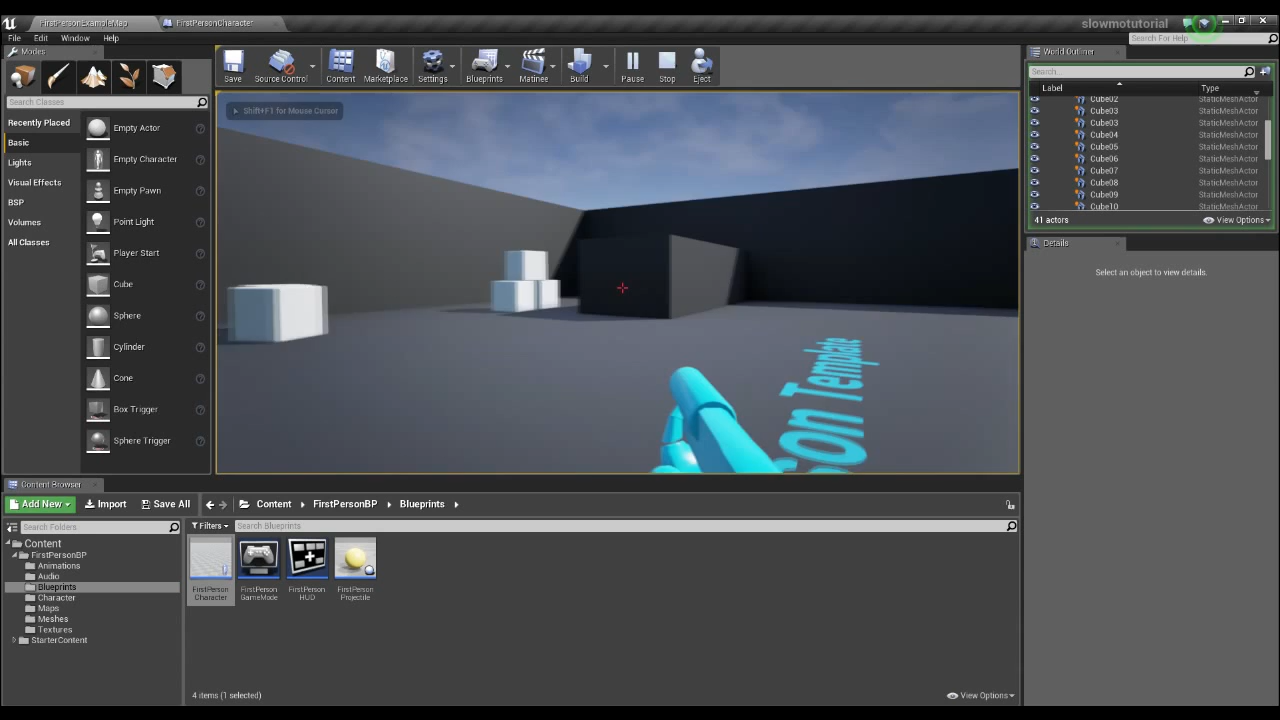 FirstPersonExampleMap
FirstPersonCharacter
slowmotutorial
File Edit Window Help
Search For Help
Modes
Search Classes
Recently Placed
Basic
Lights
Visual Effects
BSP
Volumes
All Classes
Empty Actor
Empty Character
Empty Pawn
Point Light
Player Start
Cube
Sphere
Cylinder
Cone
Box Trigger
Sphere Trigger
Save
Source Control
Content
Marketplace
Settings
Blueprints
Matinee
Build
Pause
Stop
Eject
Shift+F1 for Mouse Cursor
son Template
World Outliner
Search...
Label Type
Cube02 StaticMeshActor
Cube03 StaticMeshActor
Cube03 StaticMeshActor
Cube04 StaticMeshActor
Cube05 StaticMeshActor
Cube06 StaticMeshActor
Cube07 StaticMeshActor
Cube08 StaticMeshActor
Cube09 StaticMeshActor
Cube10 StaticMeshActor
41 actors View Options
Details
Select an object to view details.
Content Browser
Add New Import Save All Content FirstPersonBP Blueprints
Search Folders
Filters Search Blueprints
Content
FirstPersonBP
Animations
Audio
Blueprints
Character
Maps
Meshes
Textures
StarterContent
FirstPerson
Character
FirstPerson
GameMode
FirstPerson
HUD
FirstPerson
Projectile
4 items (1 selected) View Options